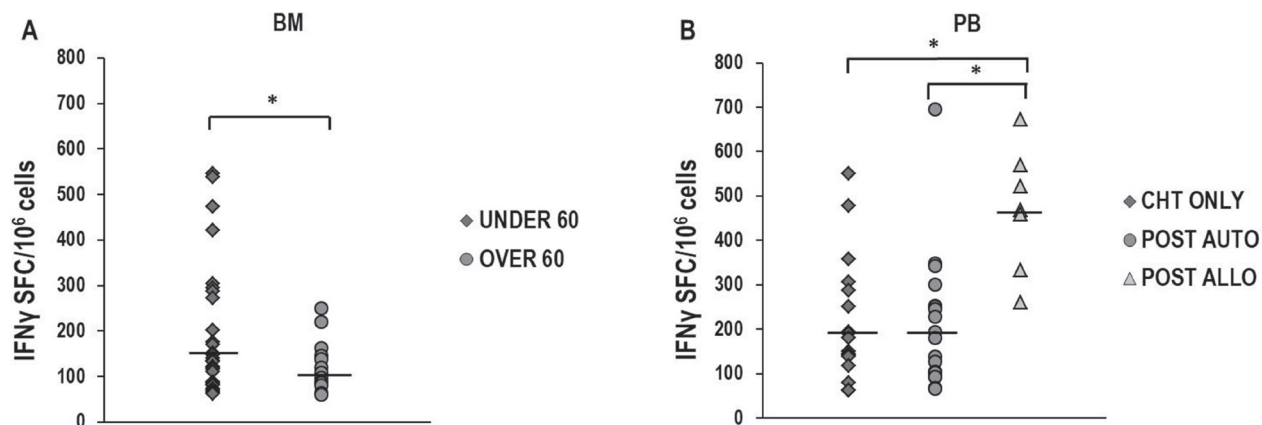 A
BM
IFNγ SFC/10⁶ cells
800
700
600
500
400
300
200
100
0
*
UNDER 60
OVER 60
B
PB
IFNγ SFC/10⁶ cells
800
700
600
500
400
300
200
100
0
*
*
CHT ONLY
POST AUTO
POST ALLO